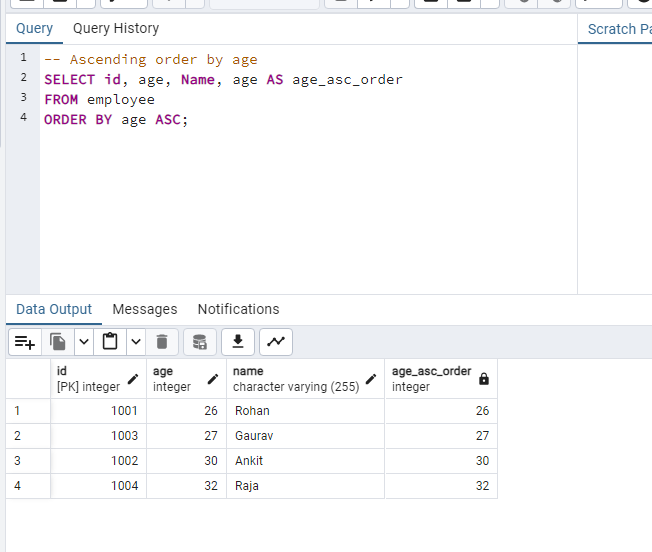 Query Query History
Scratch Pa
1 -- Ascending order by age
2 SELECT id, age, Name, age AS age_asc_order
3 FROM employee
4 ORDER BY age ASC;
Data Output Messages Notifications
id age name age_asc_order
[PK] integer integer character varying (255) integer
1 1001 26 Rohan 26
2 1003 27 Gaurav 27
3 1002 30 Ankit 30
4 1004 32 Raja 32